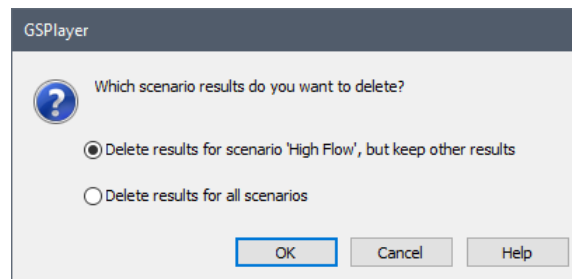 GSPlayer
Which scenario results do you want to delete?
Delete results for scenario 'High Flow', but keep other results
Delete results for all scenarios
OK Cancel Help